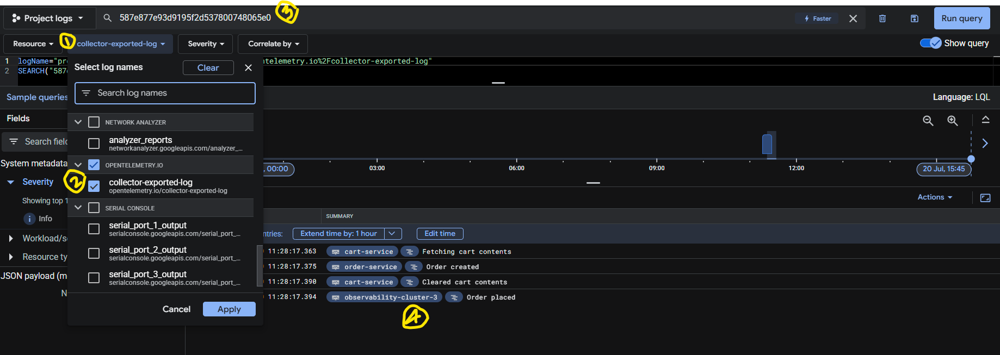 Project logs
587e877e93d9195f2d537800748065e0
3
Faster
Run query
Resource
1
collector-exported-log
Severity
Correlate by
Show query
1
logName="pr
ntelemetry.io%2Fcollector-exported-log"
2
SEARCH("587
Select log names
Clear
Search log names
Sample queries
Language: LQL
Fields
Search field
NETWORK ANALYZER
analyzer_reports
networkanalyzer.googleapis.com/analyzer_...
System metadata
OPENTELEMETRY.IO
2
collector-exported-log
opentelemetry.io/collector-exported-log
Severity
Showing top 1
Info
SERIAL CONSOLE
serial_port_1_output
serialconsole.googleapis.com/serial_port_...
Workload/se
serial_port_2_output
serialconsole.googleapis.com/serial_port_...
Resource ty
serial_port_3_output
serialconsole.googleapis.com/serial_port_...
JSON payload (m
N
Cancel
Apply
, 00:00
03:00
06:00
09:00
12:00
20 Jul, 15:45
Actions
SUMMARY
ntries:
Extend time by: 1 hour
Edit time
11:28:17.363 cart-service Fetching cart contents
11:28:17.375 order-service Order created
11:28:17.390 cart-service Cleared cart contents
11:28:17.394 observability-cluster-3 Order placed
4